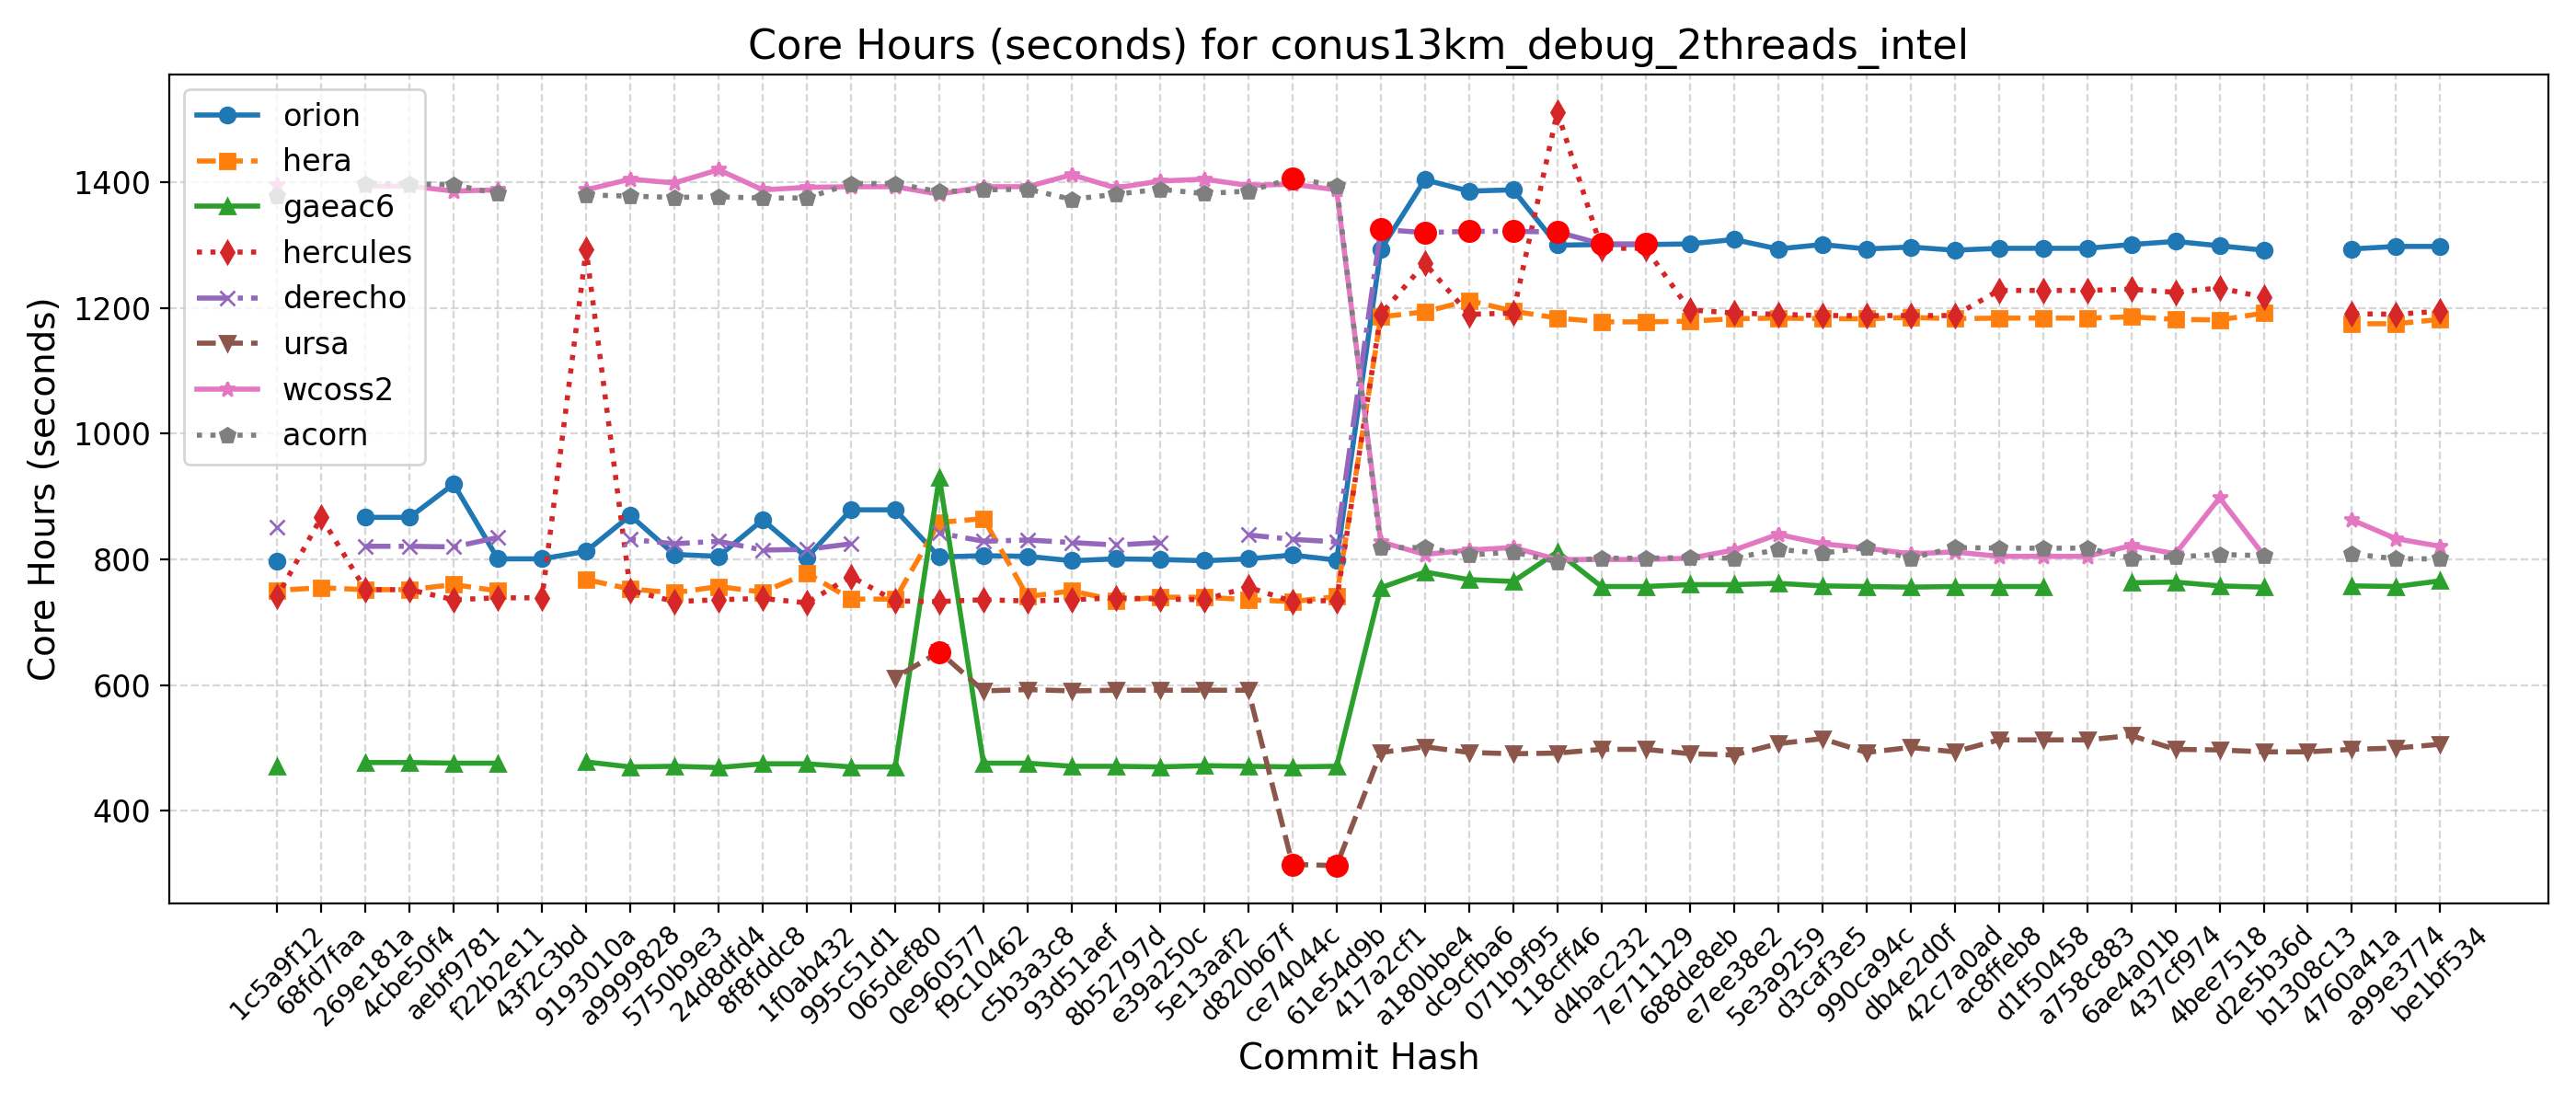 Core Hours (seconds) for conus13km_debug_2threads_intel
Core Hours (seconds)
1400
1200
1000
800
600
400
orion
hera
gaeac6
hercules
derecho
ursa
wcoss2
acorn
1c5a9f12
68fd7faa
269e181a
4cbe50f4
aebf9781
f22b2e11
43f2c3bd
9193010a
a9999828
5750b9e3
24d8dfd4
8f8fddc8
1f0ab432
995c51d1
065def80
0e960577
f9c10462
c5b3a3c8
93d51aef
8b52797d
e39a250c
5e13aaf2
d820b67f
ce74044c
61e54d9b
417a2cf1
a180bbe4
dc9cfba6
071b9f95
118cff46
d4bac232
7e711129
688de8eb
e7ee38e2
5e3a9259
d3caf3e5
990ca94c
db4e2d0f
42c7a0ad
ac8ffeb8
d1f50458
a758c883
6ae4a01b
437cf974
4bee7518
d2e5b36d
b1308c13
4760a41a
a99e3774
be1bf534
Commit Hash